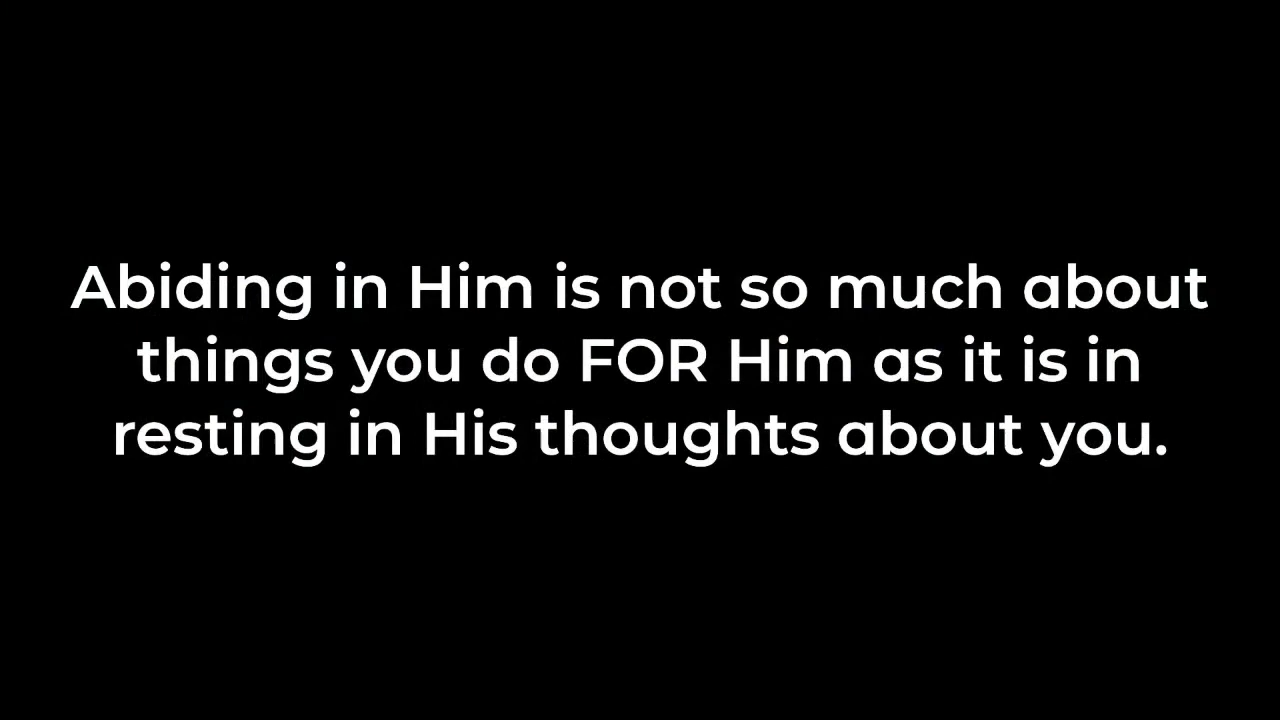 Abiding in Him is not so much about
things you do FOR Him as it is in
resting in His thoughts about you.